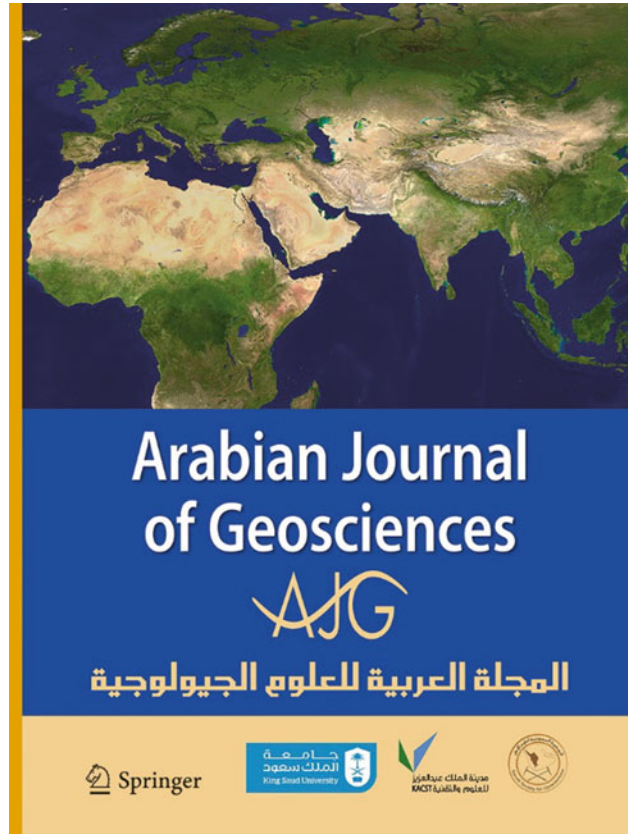 Arabian Journal
of Geosciences
AJG
المجلة العربية للعلوم الجيولوجية
Springer
جامعة
الملك سعود
King Saud University
مدينة الملك عبدالعزيز
للعلوم والتقنية KACST